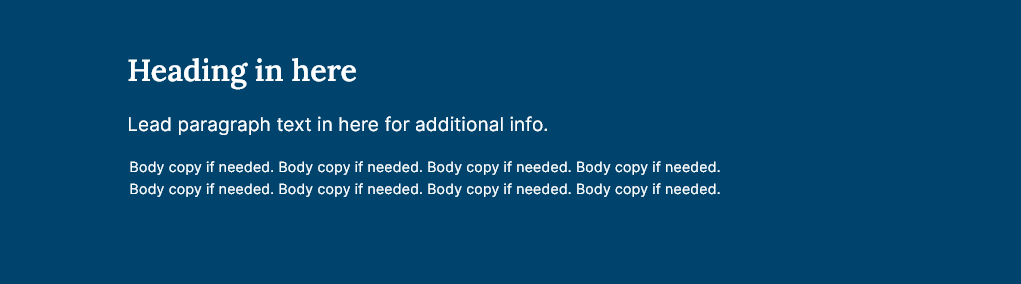 Heading in here
Lead paragraph text in here for additional info.
Body copy if needed. Body copy if needed. Body copy if needed. Body copy if needed.
Body copy if needed. Body copy if needed. Body copy if needed. Body copy if needed.